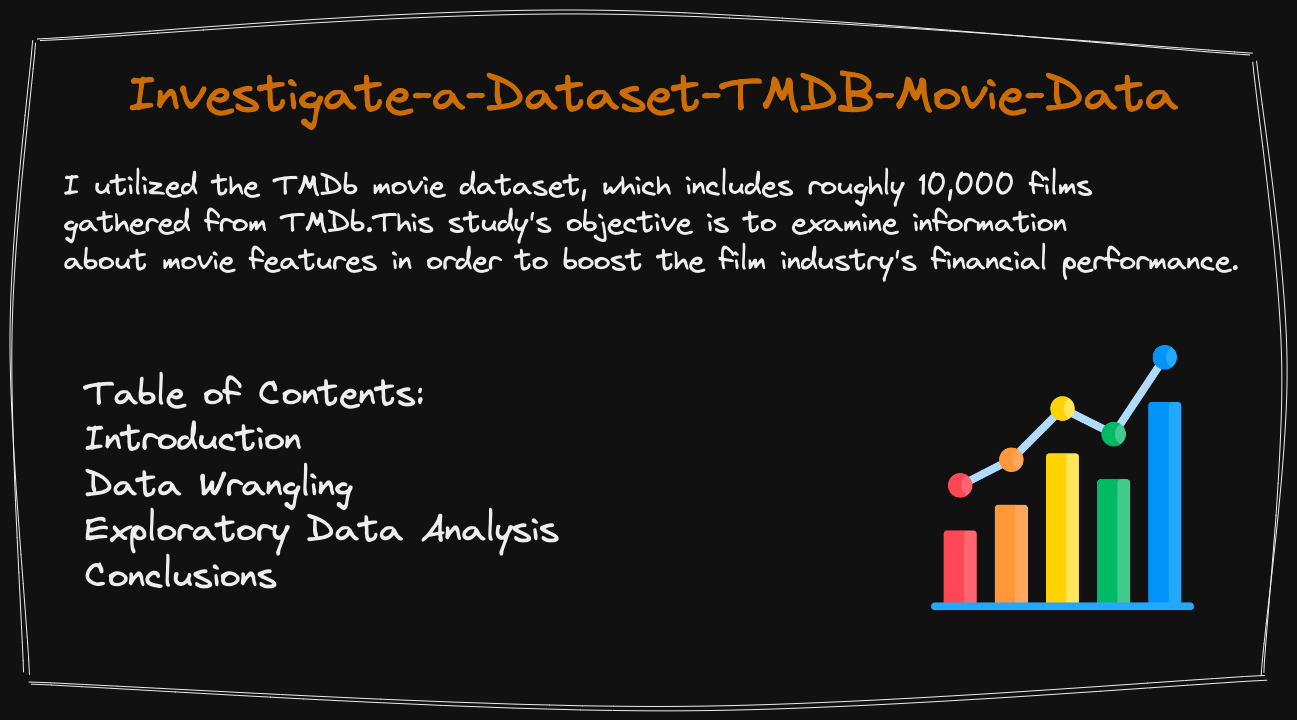 Investigate-a-Dataset-TMDB-Movie-Data
I utilized the TMDb movie dataset, which includes roughly 10,000 films
gathered from TMDb.This study's objective is to examine information
about movie features in order to boost the film industry's financial performance.
Table of Contents:
Introduction
Data Wrangling
Exploratory Data Analysis
Conclusions